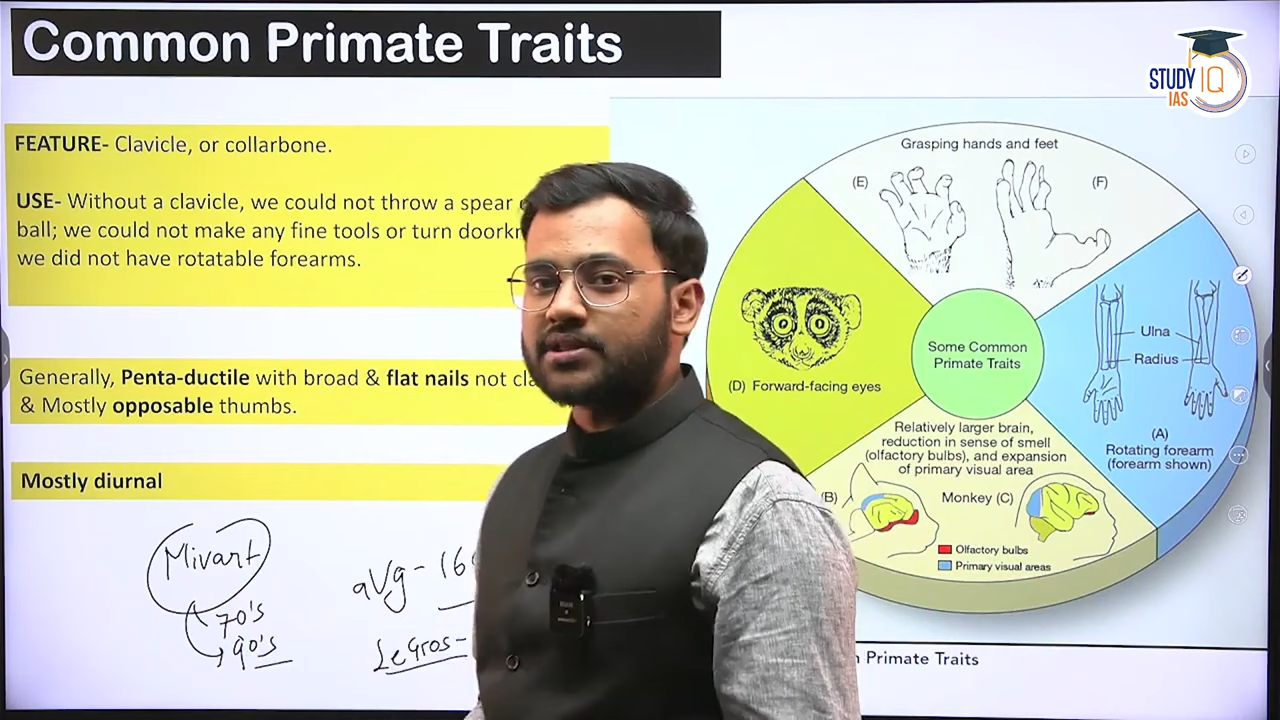 Common Primate Traits
STUDY IQ
IAS
FEATURE- Clavicle, or collarbone.
USE- Without a clavicle, we could not throw a spear
ball; we could not make any fine tools or turn
we did not have rotatable forearms.
Generally, Penta-ductile with broad & flat nails not
& Mostly opposable thumbs.
Mostly diurnal
Mivart
70's
90's
avg - 16
LeGros-
Grasping hands and feet
(E)
(F)
Ulna
Radius
(A)
Rotating forearm
(forearm shown)
Some Common
Primate Traits
(D) Forward-facing eyes
Relatively larger brain,
reduction in sense of smell
(olfactory bulbs), and expansion
of primary visual area
B)
Monkey (C)
Olfactory bulbs
Primary visual areas
Primate Traits